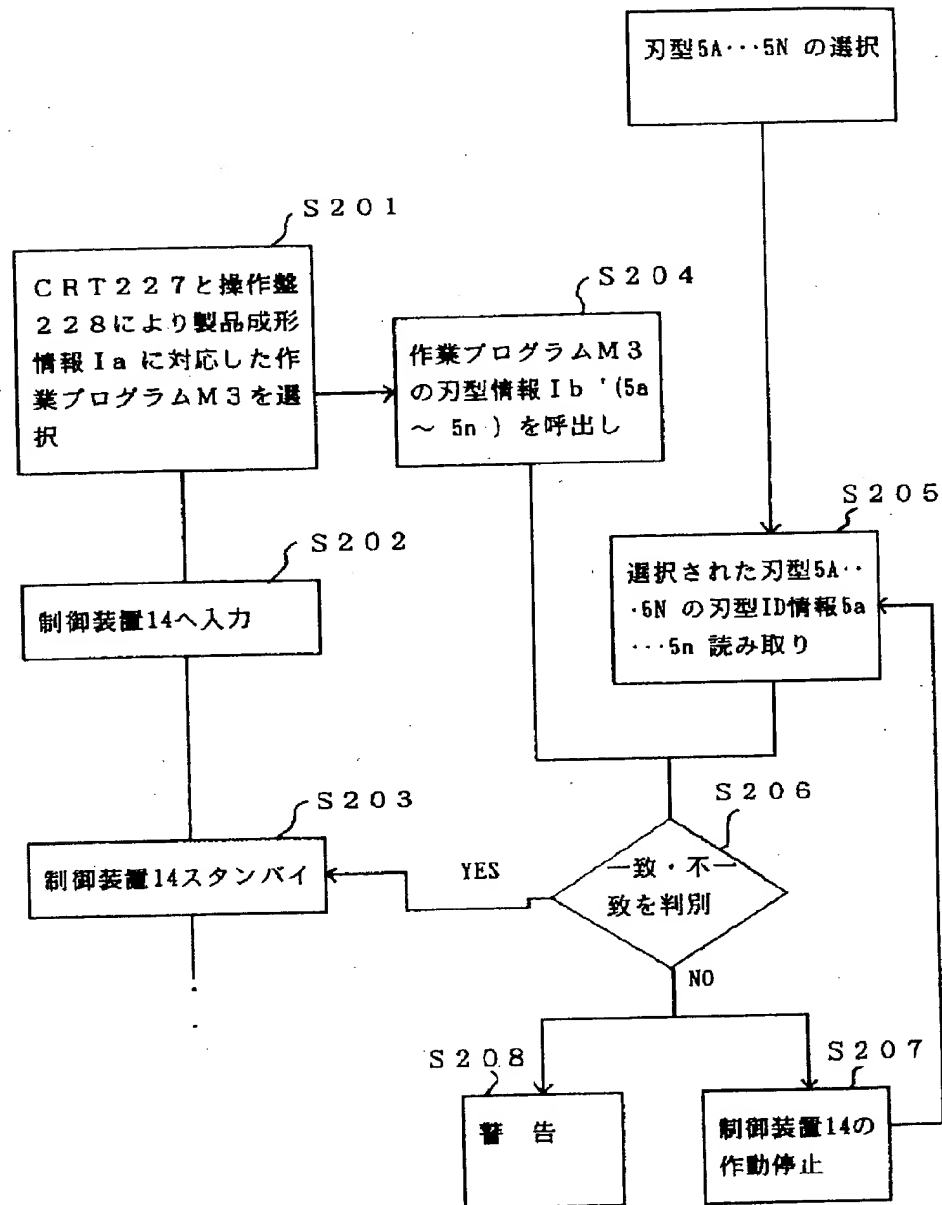 刃型5A・・・5N の選択
S201
CRT227と操作盤
228により製品成形
情報Ia に対応した作
業プログラムM3を選
択
S204
作業プログラムM3
の刃型情報Ib '(5a
～ 5n ) を呼出し
S205
選択された刃型5A・・
・5N の刃型ID情報5a
・・・5n 読み取り
S202
制御装置14へ入力
S203
制御装置14スタンバイ
YES
S206
一致・不一
致を判別
NO
S208
警 告
S207
制御装置14の
作動停止